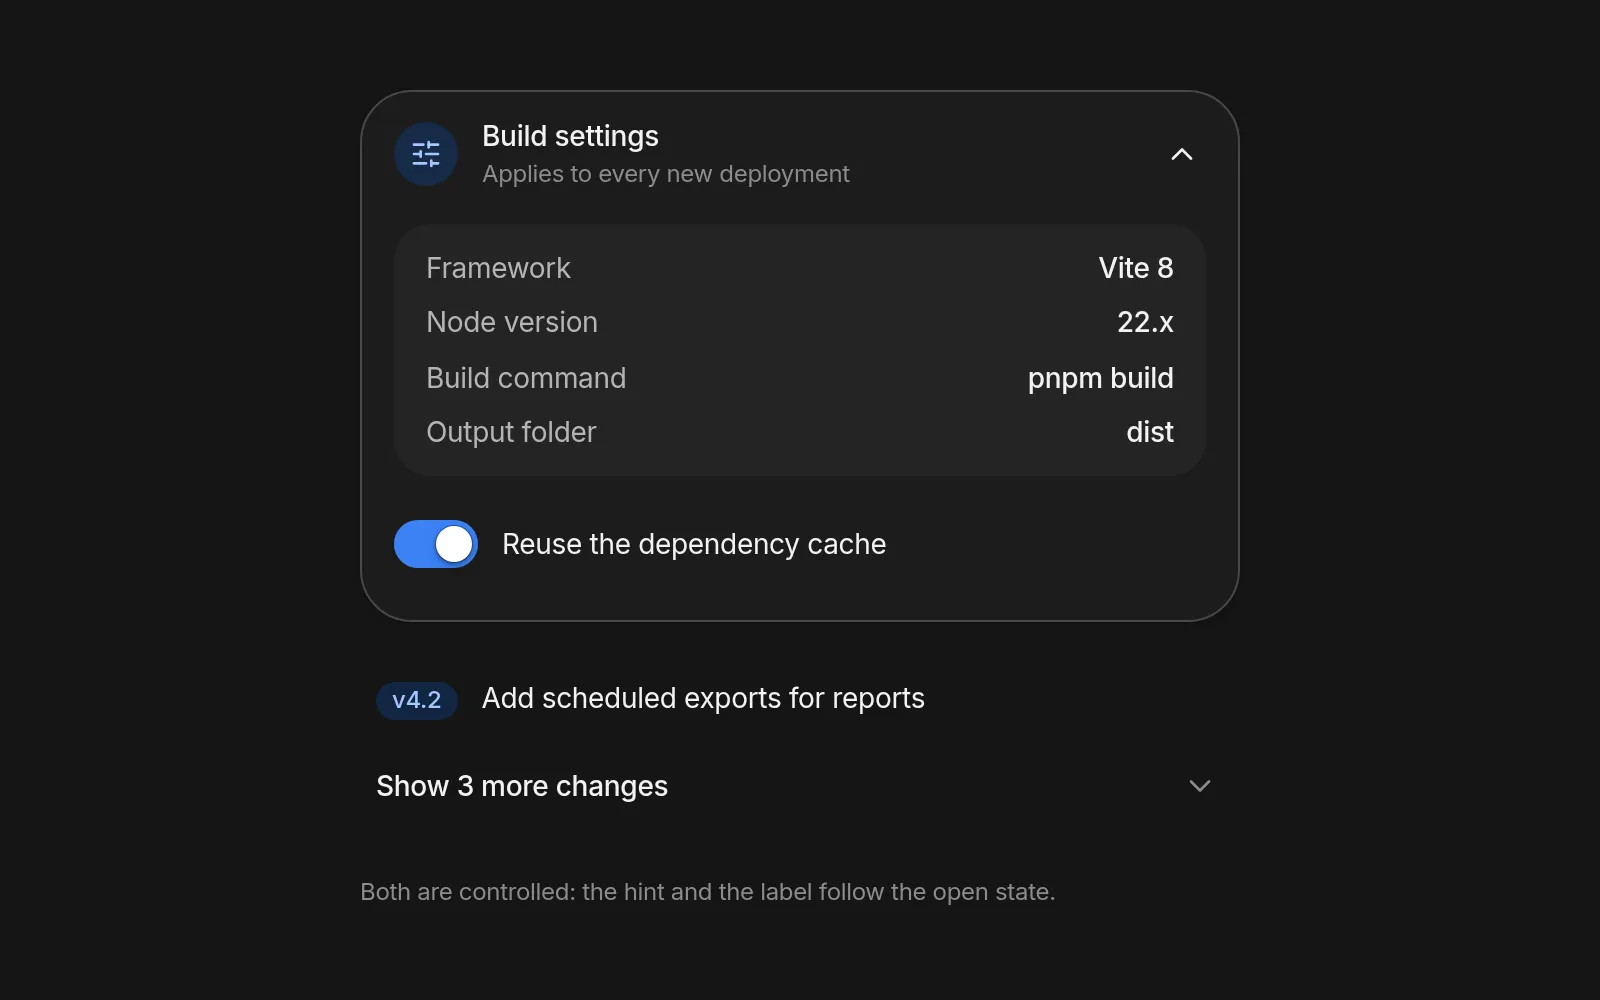 Build settings
Applies to every new deployment
Framework Vite 8
Node version 22.x
Build command pnpm build
Output folder dist
Reuse the dependency cache
v4.2 Add scheduled exports for reports
Show 3 more changes
Both are controlled: the hint and the label follow the open state.